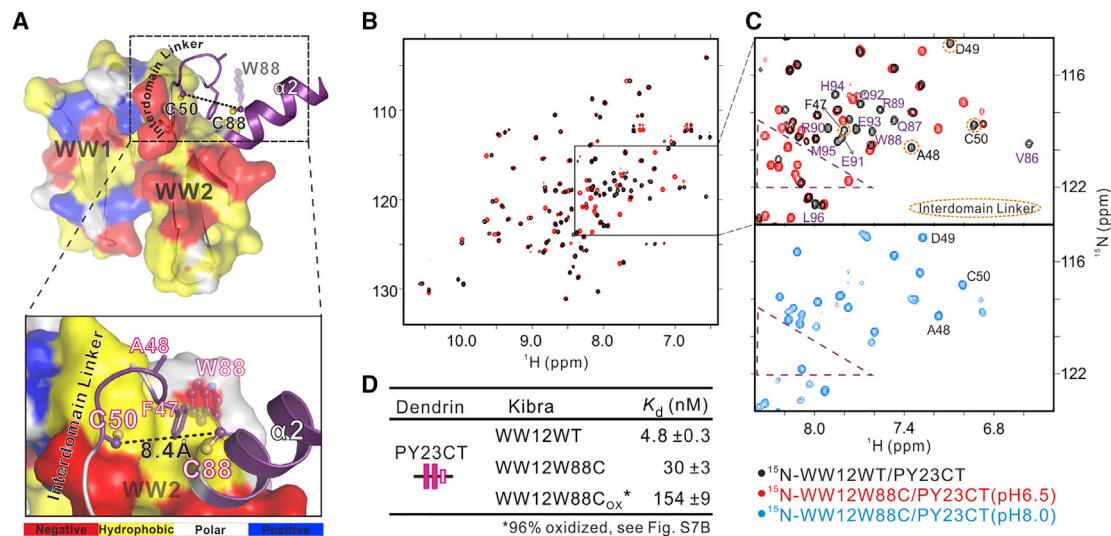 A
Interdomain Linker
W88
C50
C88
α2
WW1
WW2
A48
W88
Interdomain Linker
C50
F47
8.4A
C88
α2
WW2
Negative Hydrophobic Polar Positive
B
110
115
120
125
130
10.0 9.0 8.0 7.0
¹H (ppm)
C
D49
H94 Q92
F47 R89
E93
R90 W88 Q87
C50
M95 E91 A48
V86
L96
Interdomain Linker
116
122
¹⁵N (ppm)
D49
C50
A48
116
122
8.0 7.4 6.8
¹H (ppm)
●¹⁵N-WW12WT/PY23CT
●¹⁵N-WW12W88C/PY23CT(pH6.5)
●¹⁵N-WW12W88C/PY23CT(pH8.0)
D
Dendrin Kibra Kd (nM)
PY23CT
WW12WT 4.8 ±0.3
WW12W88C 30 ±3
WW12W88Cox* 154 ±9
*96% oxidized, see Fig. S7B